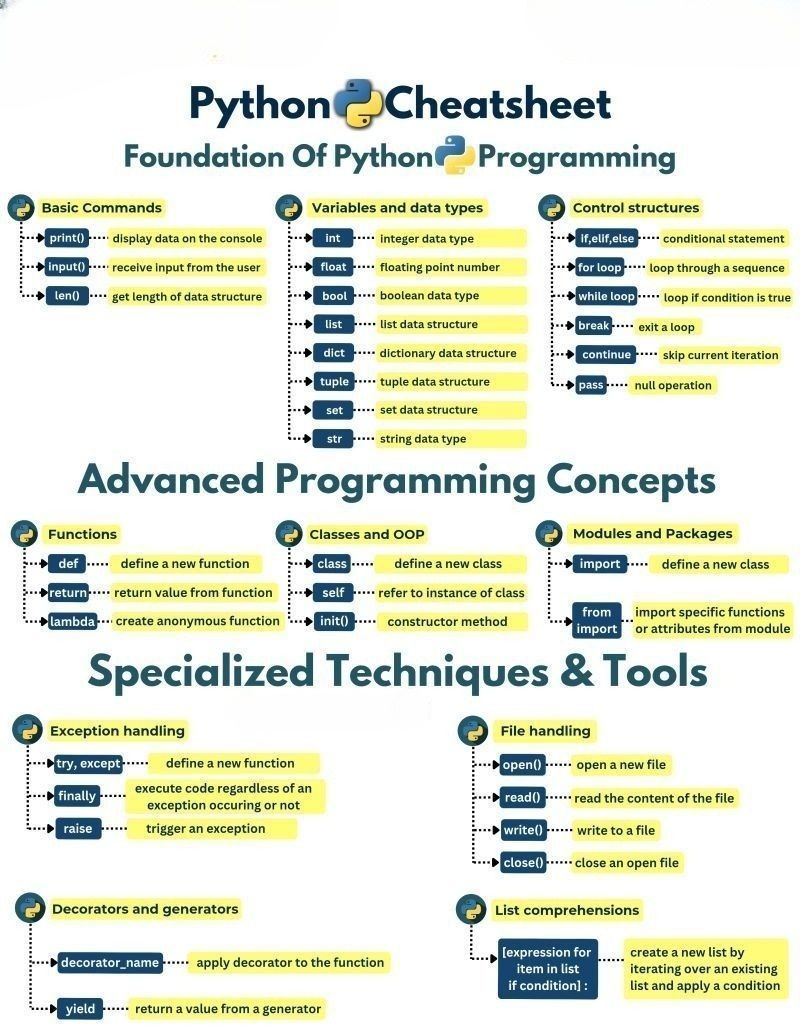 Python Cheatsheet
Foundation Of Python Programming
Basic Commands
print() display data on the console
input() receive input from the user
len() get length of data structure
Variables and data types
int integer data type
float floating point number
bool boolean data type
list list data structure
dict dictionary data structure
tuple tuple data structure
set set data structure
str string data type
Control structures
if,elif,else conditional statement
for loop loop through a sequence
while loop loop if condition is true
break exit a loop
continue skip current iteration
pass null operation
Advanced Programming Concepts
Functions
def define a new function
return return value from function
lambda create anonymous function
Classes and OOP
class define a new class
self refer to instance of class
init() constructor method
Modules and Packages
import define a new class
from
import
import specific functions
or attributes from module
Specialized Techniques & Tools
Exception handling
try, except define a new function
finally
execute code regardless of an
exception occuring or not
raise trigger an exception
File handling
open() open a new file
read() read the content of the file
write() write to a file
close() close an open file
Decorators and generators
decorator_name apply decorator to the function
yield return a value from a generator
List comprehensions
[expression for
item in list
if condition] :
create a new list by
iterating over an existing
list and apply a condition